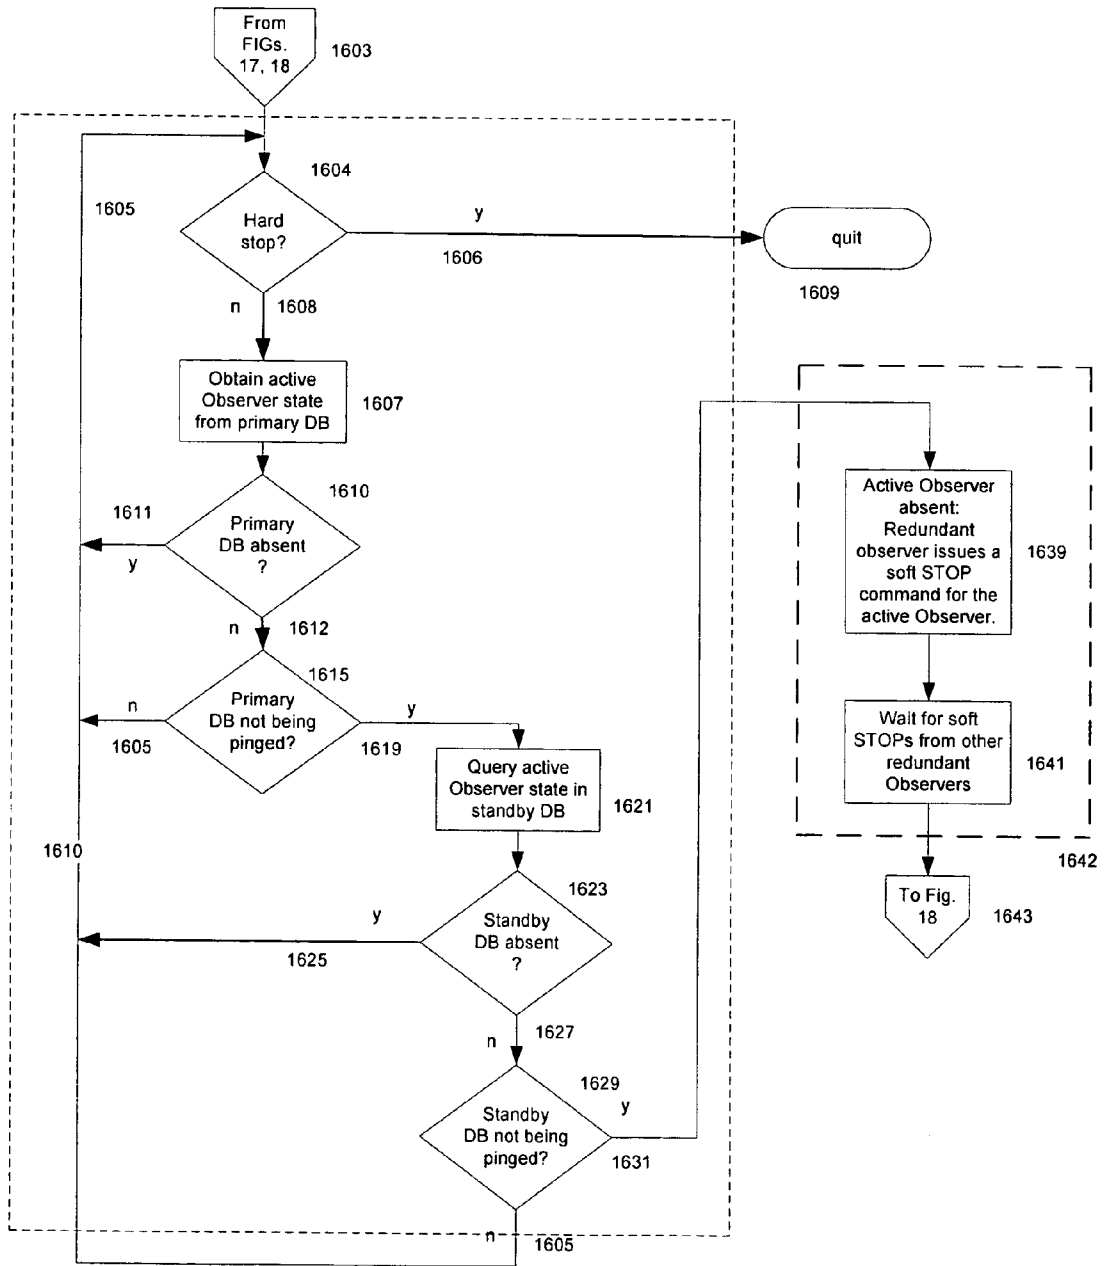 From
FIGs.
17, 18
1603
1604
1605
Hard
stop?
y
1606
quit
1609
n
1608
Obtain active
Observer state
from primary DB
1607
1610
1611
Primary
DB absent
?
y
n
1612
1615
Primary
DB not being
pinged?
n
1605
y
1619
Query active
Observer state in
standby DB
1621
1610
1623
Standby
DB absent
?
y
1625
n
1627
1629
Standby
DB not being
pinged?
y
1631
n
1605
Active Observer
absent:
Redundant
observer issues a
soft STOP
command for the
active Observer.
1639
Wait for soft
STOPs from other
redundant
Observers
1641
1642
To Fig.
18
1643